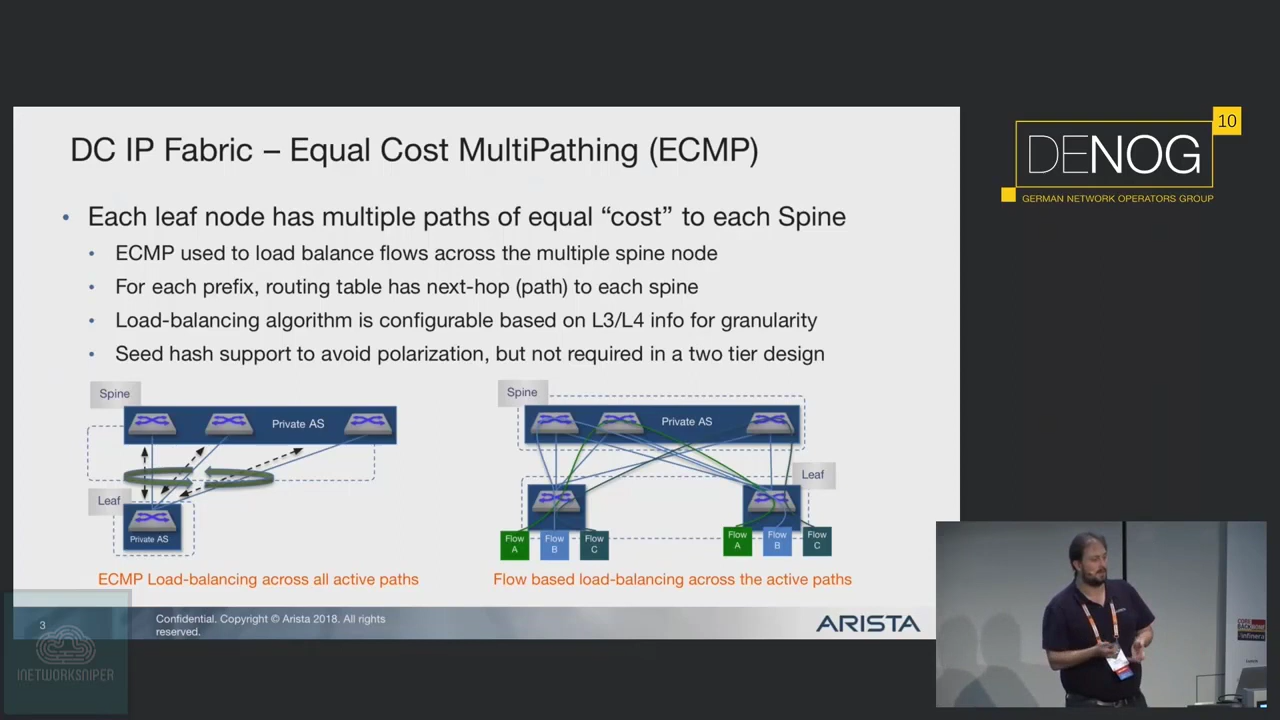 DC IP Fabric – Equal Cost MultiPathing (ECMP)
10
DENOG
GERMAN NETWORK OPERATORS GROUP
• Each leaf node has multiple paths of equal “cost” to each Spine
• ECMP used to load balance flows across the multiple spine node
• For each prefix, routing table has next-hop (path) to each spine
• Load-balancing algorithm is configurable based on L3/L4 info for granularity
• Seed hash support to avoid polarization, but not required in a two tier design
Spine
Private AS
Leaf
Private AS
ECMP Load-balancing across all active paths
Spine
Private AS
Leaf
Flow A
Flow B
Flow C
Flow A
Flow B
Flow C
Flow based load-balancing across the active paths
3
Confidential. Copyright © Arista 2018. All rights
reserved.
ARISTA
INETWORKSNIPER
BACKBONE
infinera